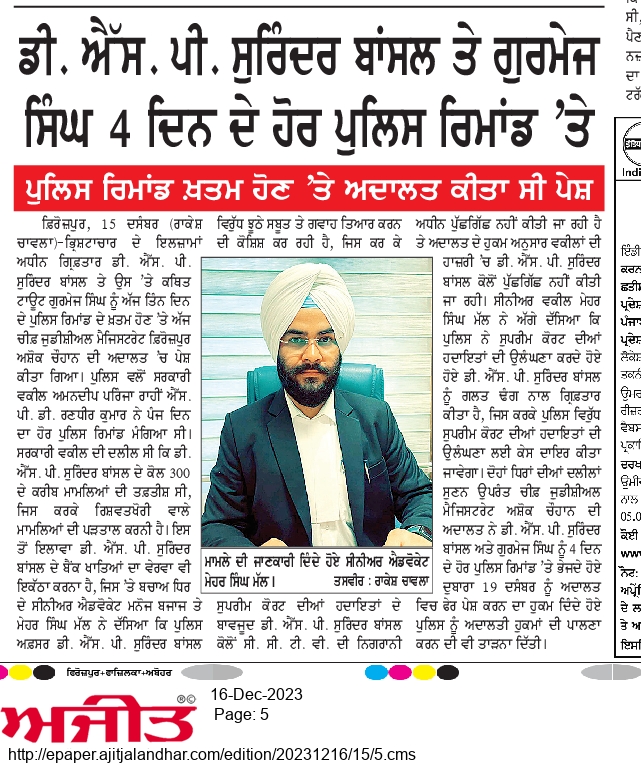 ਡੀ. ਐੱਸ. ਪੀ. ਸੁਰਿੰਦਰ ਬਾਂਸਲ ਤੇ ਗੁਰਮੇਜ
ਸਿੰਘ 4 ਦਿਨ ਦੇ ਹੋਰ ਪੁਲਿਸ ਰਿਮਾਂਡ 'ਤੇ
ਪੁਲਿਸ ਰਿਮਾਂਡ ਖ਼ਤਮ ਹੋਣ 'ਤੇ ਅਦਾਲਤ ਕੀਤਾ ਸੀ ਪੇਸ਼
ਫ਼ਿਰੋਜ਼ਪੁਰ, 15 ਦਸੰਬਰ (ਰਾਕੇਸ਼
ਚਾਵਲਾ)-ਭ੍ਰਿਸ਼ਟਾਚਾਰ ਦੇ ਇਲਜ਼ਾਮਾਂ
ਅਧੀਨ ਗ੍ਰਿਫ਼ਤਾਰ ਡੀ. ਐੱਸ. ਪੀ.
ਸੁਰਿੰਦਰ ਬਾਂਸਲ ਤੇ ਉਸ 'ਤੇ ਕਥਿਤ
ਟਾਊਟ ਗੁਰਮੇਜ ਸਿੰਘ ਨੂੰ ਅੱਜ ਤਿੰਨ ਦਿਨ
ਦੇ ਪੁਲਿਸ ਰਿਮਾਂਡ ਦੇ ਖ਼ਤਮ ਹੋਣ 'ਤੇ ਅੱਜ
ਚੀਫ਼ ਜੁਡੀਸ਼ੀਅਲ ਮੈਜਿਸਟਰੇਟ ਫ਼ਿਰੋਜ਼ਪੁਰ
ਅਸ਼ੋਕ ਚੌਹਾਨ ਦੀ ਅਦਾਲਤ 'ਚ ਪੇਸ਼
ਕੀਤਾ ਗਿਆ। ਪੁਲਿਸ ਵਲੋਂ ਸਰਕਾਰੀ
ਵਕੀਲ ਅਮਨਦੀਪ ਪਰਿਜਾ ਰਾਹੀਂ ਐੱਸ.
ਪੀ. ਡੀ. ਰਣਧੀਰ ਕੁਮਾਰ ਨੇ ਪੰਜ ਦਿਨ
ਦਾ ਹੋਰ ਪੁਲਿਸ ਰਿਮਾਂਡ ਮੰਗਿਆ ਸੀ।
ਸਰਕਾਰੀ ਵਕੀਲ ਦੀ ਦਲੀਲ ਸੀ ਕਿ ਡੀ.
ਐੱਸ. ਪੀ. ਸੁਰਿੰਦਰ ਬਾਂਸਲ ਦੇ ਕੋਲ 300
ਦੇ ਕਰੀਬ ਮਾਮਲਿਆਂ ਦੀ ਤਫ਼ਤੀਸ਼ ਸੀ,
ਜਿਸ ਕਰਕੇ ਰਿਸ਼ਵਤਖੋਰੀ ਵਾਲੇ
ਮਾਮਲਿਆਂ ਦੀ ਪੜਤਾਲ ਕਰਨੀ ਹੈ। ਇਸ
ਤੋਂ ਇਲਾਵਾ ਡੀ. ਐੱਸ. ਪੀ. ਸੁਰਿੰਦਰ
ਬਾਂਸਲ ਦੇ ਬੈਂਕ ਖਾਤਿਆਂ ਦਾ ਵੇਰਵਾ ਵੀ
ਇਕੱਠਾ ਕਰਨਾ ਹੈ, ਜਿਸ 'ਤੇ ਬਚਾਅ ਧਿਰ
ਦੇ ਸੀਨੀਅਰ ਐਡਵੋਕੇਟ ਮਨੋਜ ਬਜਾਜ ਤੇ
ਮੇਹਰ ਸਿੰਘ ਮੱਲ ਨੇ ਦੱਸਿਆ ਕਿ ਪੁਲਿਸ
ਅਫ਼ਸਰ ਡੀ. ਐੱਸ. ਪੀ. ਸੁਰਿੰਦਰ ਬਾਂਸਲ
ਵਿਰੁੱਧ ਝੂਠੇ ਸਬੂਤ ਤੇ ਗਵਾਹ ਤਿਆਰ ਕਰਨ
ਦੀ ਕੋਸ਼ਿਸ਼ ਕਰ ਰਹੀ ਹੈ, ਜਿਸ ਕਰ ਕੇ
ਮਾਮਲੇ ਦੀ ਜਾਣਕਾਰੀ ਦਿੰਦੇ ਹੋਏ ਸੀਨੀਅਰ ਐਡਵੋਕੇਟ
ਮੇਹਰ ਸਿੰਘ ਮੱਲ। ਤਸਵੀਰ : ਰਾਕੇਸ਼ ਚਾਵਲਾ
ਸੁਪਰੀਮ ਕੋਰਟ ਦੀਆਂ ਹਦਾਇਤਾਂ ਦੇ
ਬਾਵਜੂਦ ਡੀ. ਐੱਸ. ਪੀ. ਸੁਰਿੰਦਰ ਬਾਂਸਲ
ਕੋਲੋਂ ਸੀ. ਸੀ. ਟੀ. ਵੀ. ਦੀ ਨਿਗਰਾਨੀ
ਅਧੀਨ ਪੁੱਛਗਿੱਛ ਨਹੀਂ ਕੀਤੀ ਜਾ ਰਹੀ ਹੈ
ਤੇ ਅਦਾਲਤ ਦੇ ਹੁਕਮ ਅਨੁਸਾਰ ਵਕੀਲਾਂ ਦੀ
ਹਾਜ਼ਰੀ 'ਚ ਡੀ. ਐੱਸ. ਪੀ. ਸੁਰਿੰਦਰ
ਬਾਂਸਲ ਕੋਲੋਂ ਪੁੱਛਗਿੱਛ ਨਹੀਂ ਕੀਤੀ
ਜਾ ਰਹੀ। ਸੀਨੀਅਰ ਵਕੀਲ ਮੇਹਰ
ਸਿੰਘ ਮੱਲ ਨੇ ਅੱਗੇ ਦੱਸਿਆ ਕਿ
ਪੁਲਿਸ ਨੇ ਸੁਪਰੀਮ ਕੋਰਟ ਦੀਆਂ
ਹਦਾਇਤਾਂ ਦੀ ਉਲੰਘਣਾ ਕਰਦੇ ਹੋਏ
ਹੋਏ ਡੀ. ਐੱਸ. ਪੀ. ਸੁਰਿੰਦਰ ਬਾਂਸਲ
ਨੂੰ ਗਲਤ ਢੰਗ ਨਾਲ ਗ੍ਰਿਫ਼ਤਾਰ
ਕੀਤਾ ਹੈ, ਜਿਸ ਕਰਕੇ ਪੁਲਿਸ ਵਿਰੁੱਧ
ਸੁਪਰੀਮ ਕੋਰਟ ਦੀਆਂ ਹਦਾਇਤਾਂ ਦੀ
ਉਲੰਘਣਾ ਲਈ ਕੇਸ ਦਾਇਰ ਕੀਤਾ
ਜਾਵੇਗਾ। ਦੋਹਾਂ ਧਿਰਾਂ ਦੀਆਂ ਦਲੀਲਾਂ
ਸੁਣਨ ਉਪਰੰਤ ਚੀਫ਼ ਜੁਡੀਸ਼ੀਅਲ
ਮੈਜਿਸਟਰੇਟ ਅਸ਼ੋਕ ਚੌਹਾਨ ਦੀ
ਅਦਾਲਤ ਨੇ ਡੀ. ਐੱਸ. ਪੀ. ਸੁਰਿੰਦਰ
ਬਾਂਸਲ ਅਤੇ ਗੁਰਮੇਜ ਸਿੰਘ ਨੂੰ 4 ਦਿਨ
ਦੇ ਹੋਰ ਪੁਲਿਸ ਰਿਮਾਂਡ 'ਤੇ ਭੇਜਦੇ ਹੋਏ
ਦੁਬਾਰਾ 19 ਦਸੰਬਰ ਨੂੰ ਅਦਾਲਤ
ਵਿਚ ਫੇਰ ਪੇਸ਼ ਕਰਨ ਦਾ ਹੁਕਮ ਦਿੰਦੇ ਹੋਏ
ਪੁਲਿਸ ਨੂੰ ਅਦਾਲਤੀ ਹੁਕਮਾਂ ਦੀ ਪਾਲਣਾ
ਕਰਨ ਦੀ ਵੀ ਤਾੜਨਾ ਦਿੱਤੀ।
ਫਿਰੋਜ਼ਪੁਰ+ਫਾਜ਼ਿਲਕਾ+ਅਬੋਹਰ
ਅਜੀਤ ®©
16-Dec-2023
Page: 5
http://epaper.ajitjalandhar.com/edition/20231216/15/5.cms